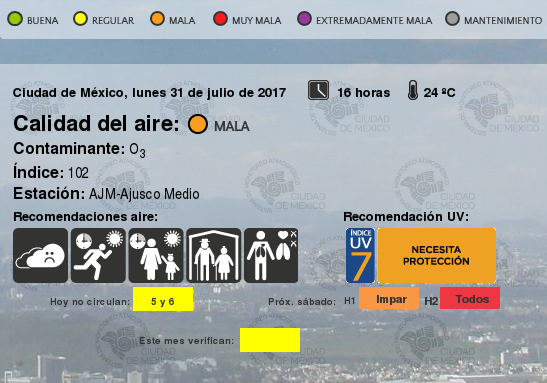 BUENA REGULAR MALA MUY MALA EXTREMADAMENTE MALA MANTENIMIENTO
Ciudad de México, lunes 31 de julio de 2017 16 horas 24 ºC
Calidad del aire: MALA
Contaminante: O3
Índice: 102
Estación: AJM-Ajusco Medio
Recomendaciones aire: Recomendación UV:
ÍNDICE UV 7 NECESITA PROTECCIÓN
Hoy no circulan: 5 y 6 Próx. sábado: H1 Impar H2 Todos
Este mes verifican:
CIUDAD DE MÉXICO